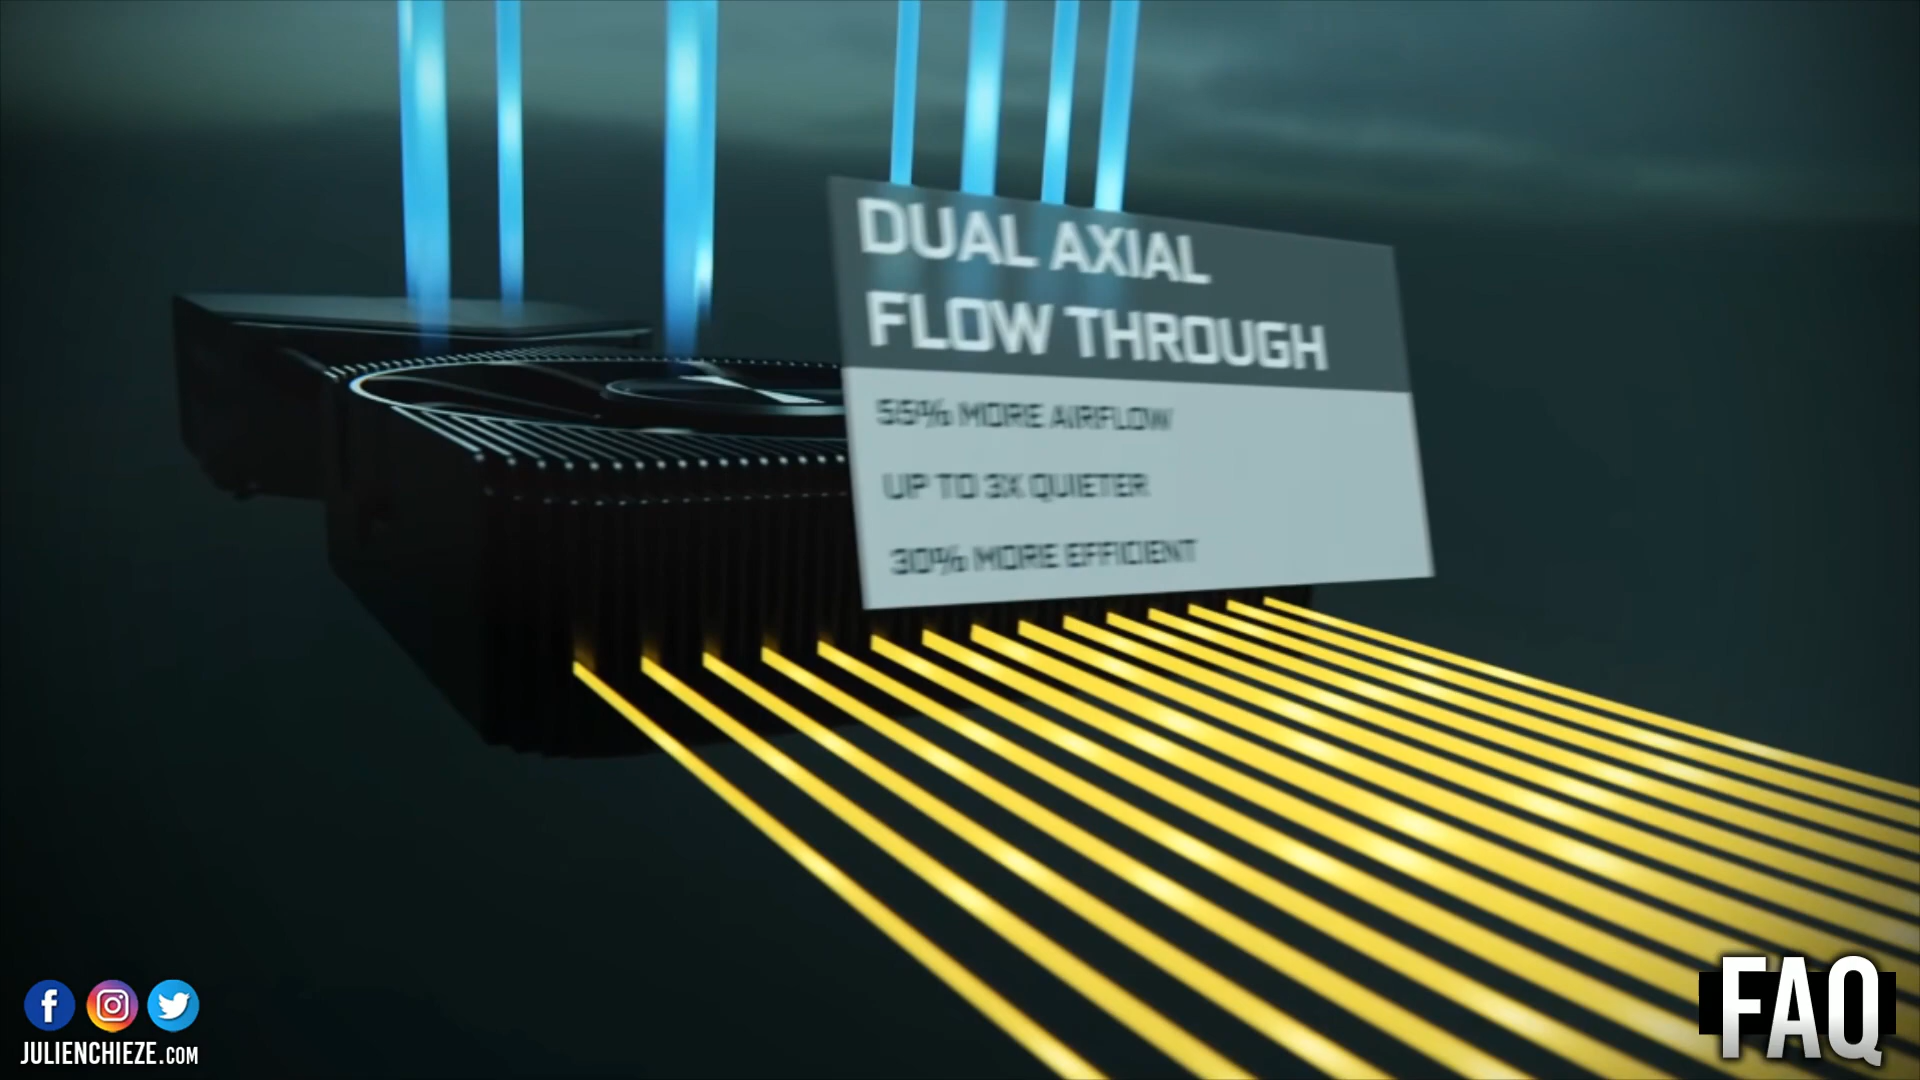 DUAL AXIAL
FLOW THROUGH
55% MORE AIRFLOW
UP TO 3X QUIETER
30% MORE EFFICIENT
JULIENCHIEZE.COM
FAQ